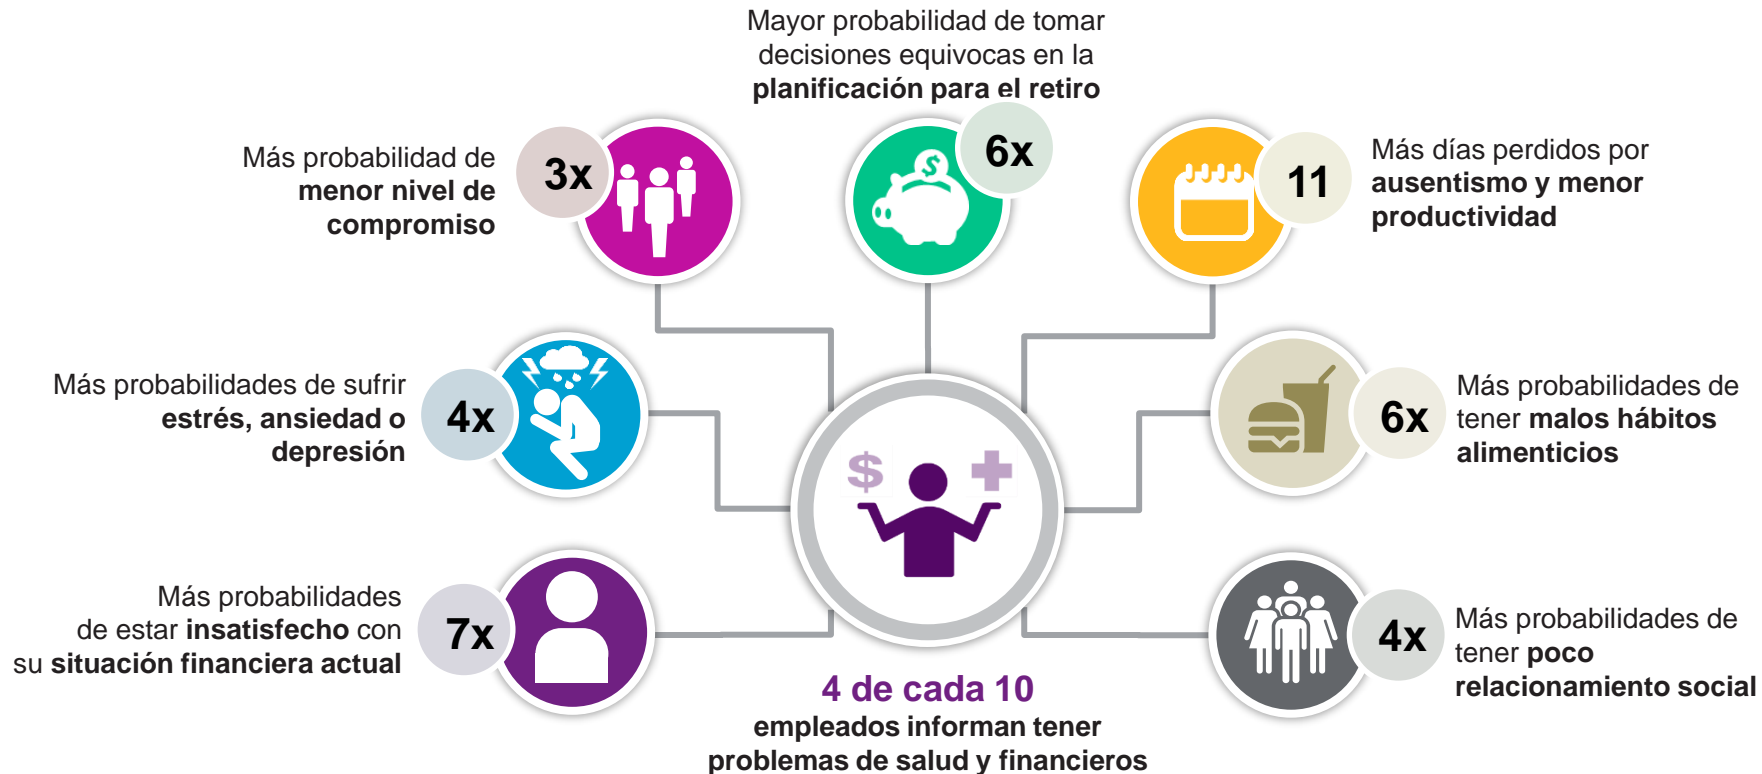 Mayor probabilidad de tomar
decisiones equivocas en la
planificación para el retiro
6x
Más probabilidad de
menor nivel de
compromiso
3x
11
Más días perdidos por
ausentismo y menor
productividad
Más probabilidades de sufrir
estrés, ansiedad o
depresión
4x
6x
Más probabilidades de
tener malos hábitos
alimenticios
$
Más probabilidades
de estar insatisfecho con
su situación financiera actual
7x
4x
Más probabilidades de
tener poco
relacionamiento social
4 de cada 10
empleados informan tener
problemas de salud y financieros